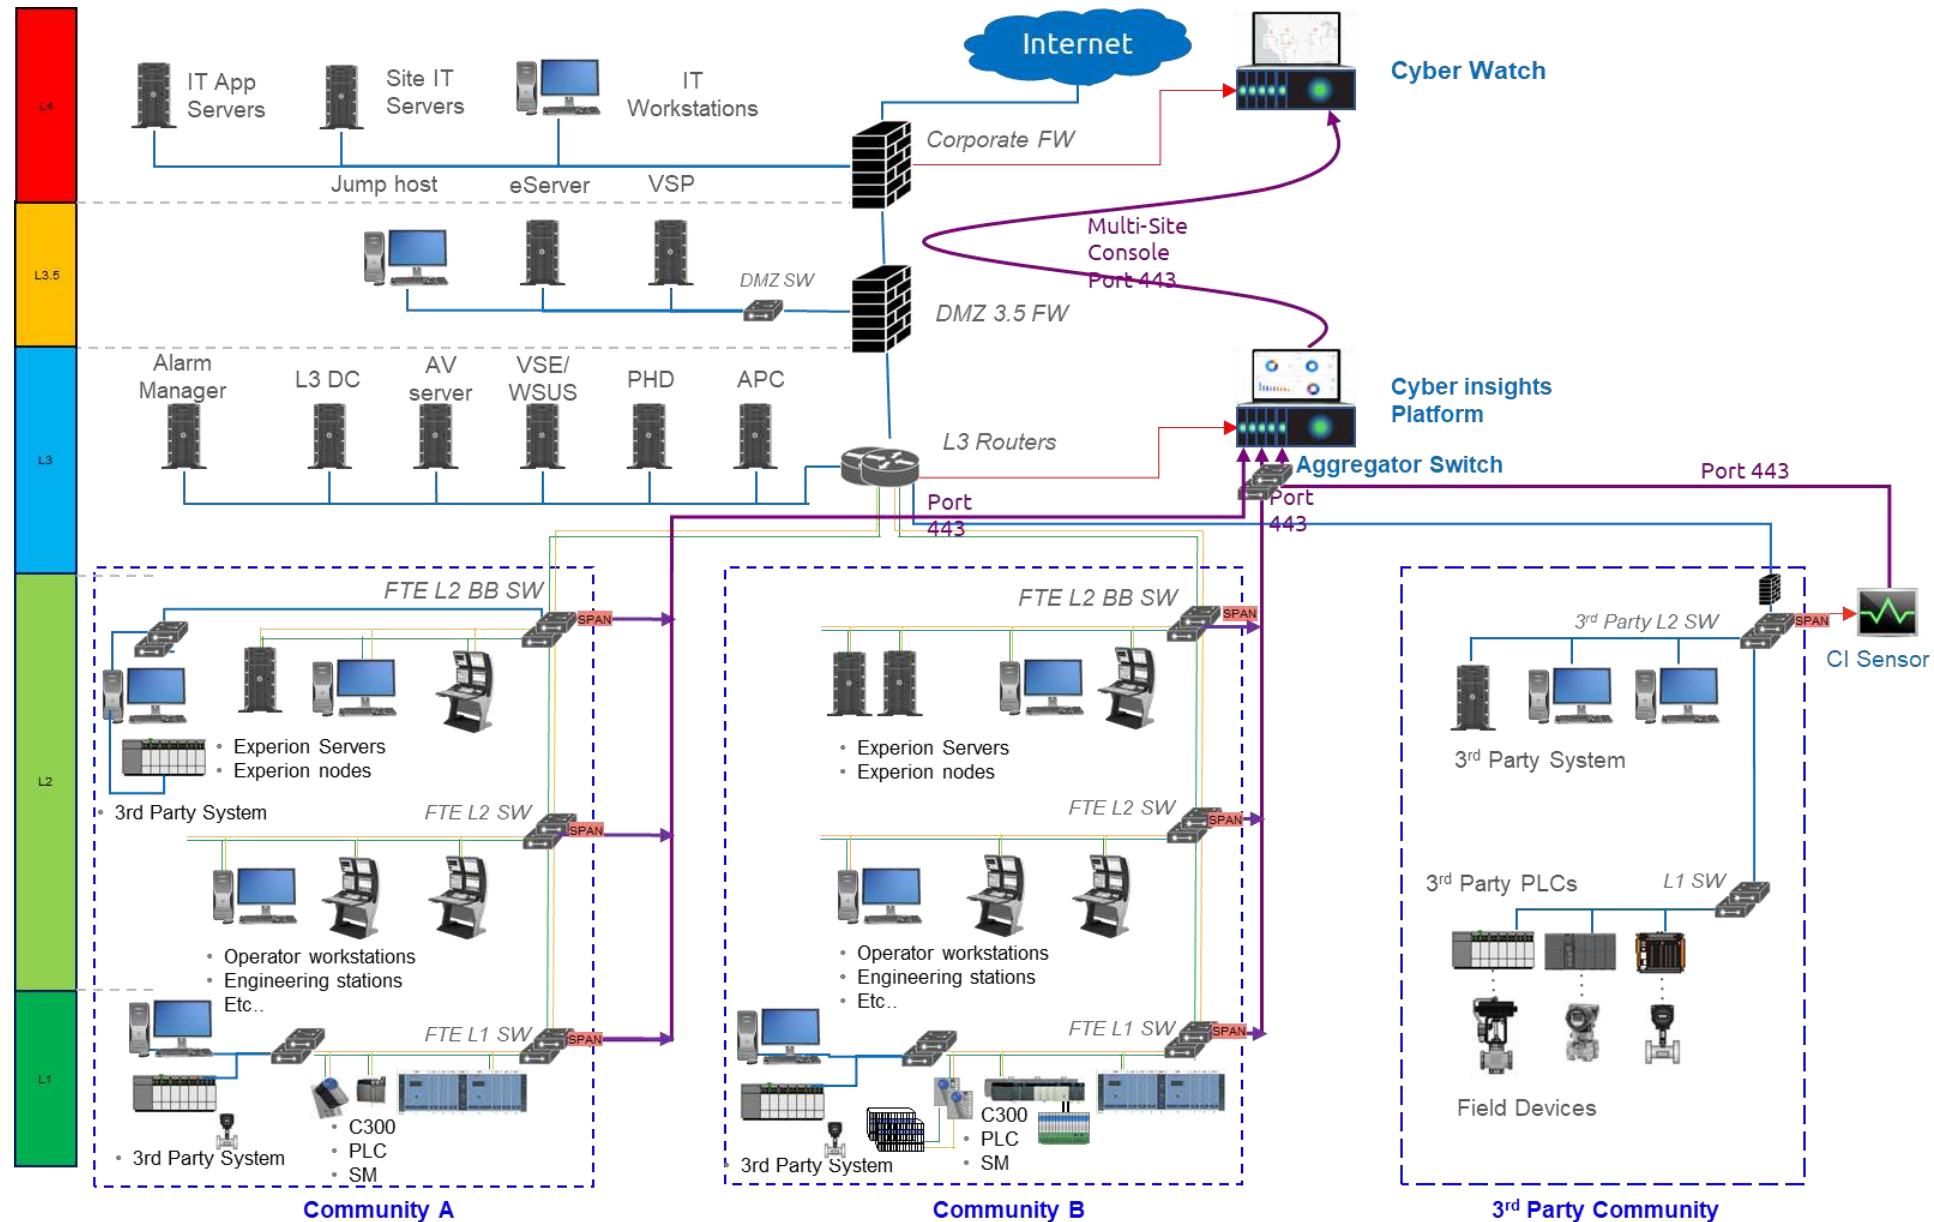 Internet
Cyber Watch
L4
IT App
Servers
Site IT
Servers
IT
Workstations
Corporate FW
Jump host
eServer
VSP
Multi-Site
Console
Port 443
L3.5
DMZ SW
DMZ 3.5 FW
Alarm
Manager
L3 DC
AV
server
VSE/
WSUS
PHD
APC
Cyber insights
Platform
L3
L3 Routers
Aggregator Switch
Port 443
Port
443
Port
443
FTE L2 BB SW
SPAN
FTE L2 BB SW
SPAN
3rd Party L2 SW
SPAN
CI Sensor
• Experion Servers
• Experion nodes
• 3rd Party System
• Experion Servers
• Experion nodes
3rd Party System
L2
FTE L2 SW
SPAN
FTE L2 SW
SPAN
3rd Party PLCs
L1 SW
• Operator workstations
• Engineering stations
• Etc..
• Operator workstations
• Engineering stations
• Etc..
L1
FTE L1 SW
SPAN
FTE L1 SW
SPAN
• C300
• PLC
• SM
• 3rd Party System
C300
• PLC
• SM
• 3rd Party System
Field Devices
Community A
Community B
3rd Party Community